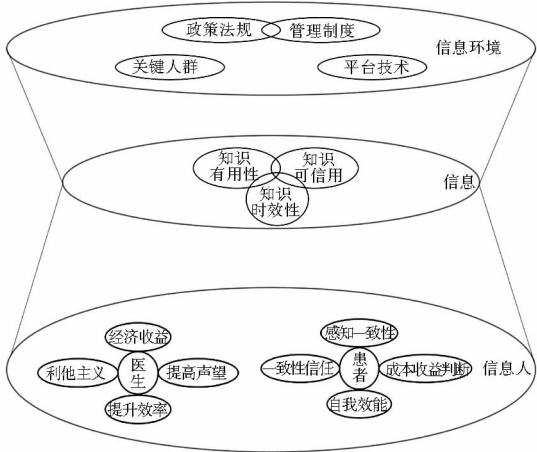 政策法规
管理制度
信息环境
关键人群
平台技术
知识
有用性
知识
可信用
信息
知识
时效性
经济收益
利他主义
医
生
提高声望
提升效率
感知一致性
一致性信任
患
者
成本收益判断
信息人
自我效能